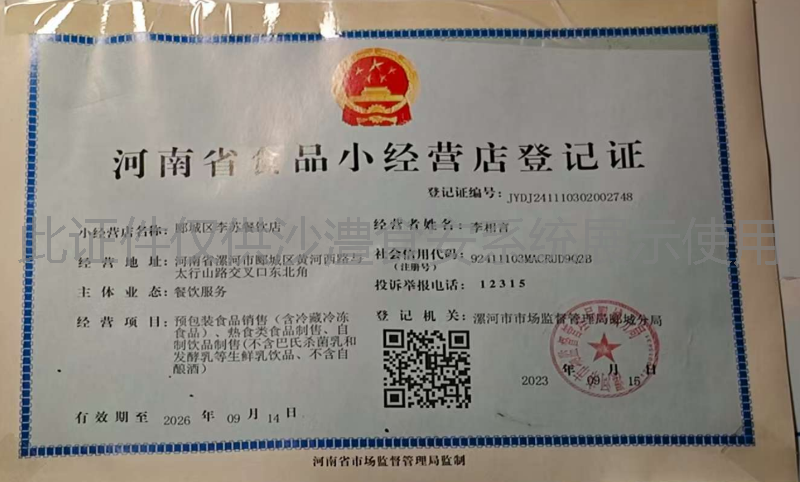 河南省食品小经营店登记证
登记证编号: JYDJ241110302002748
小经营店名称: 郾城区李苏餐饮店
经营者姓名: 李相言
经营地址: 河南省漯河市郾城区黄河西路与
太行山路交叉口东北角
社会信用代码: 92411103MACRUD9Q2B
(注册号)
主体业态: 餐饮服务
投诉举报电话: 12315
经营项目: 预包装食品销售(含冷藏冷冻
食品)、热食类食品制售、自
制饮品制售(不含巴氏杀菌乳和
发酵乳等生鲜乳饮品、不含自
酿酒)
登记机关: 漯河市市场监督管理局郾城分局
2023 年 09 月 15 日
有效期至 2026 年 09 月 14 日
河南省市场监督管理局监制
此证件仅供沙澧食安系统展示使用